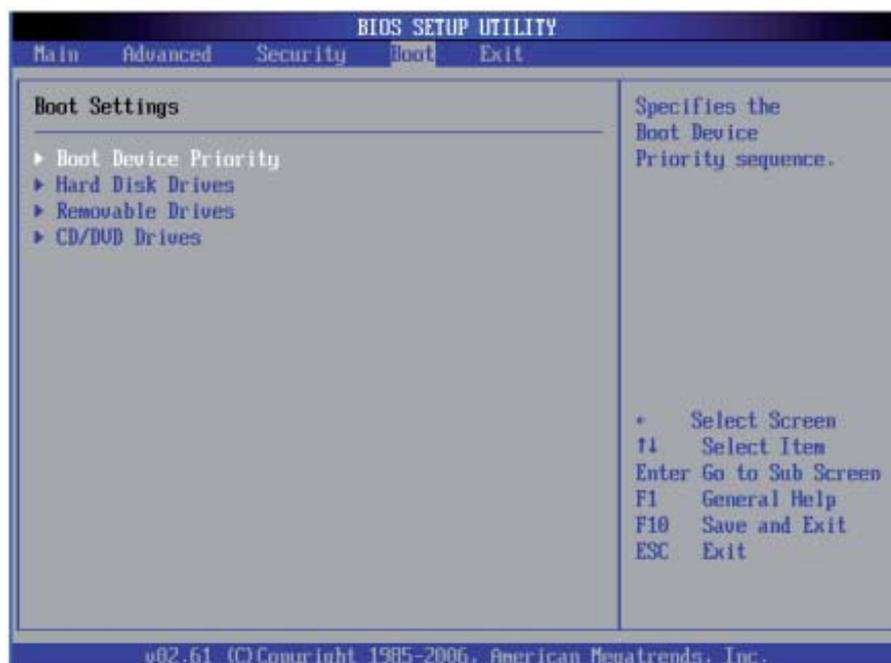 BIOS SETUP UTILITY
Main Advanced Security Boot Exit
Boot Settings
Boot Device Priority
Hard Disk Drives
Removable Drives
CD/DVD Drives
Specifies the
Boot Device
Priority sequence.
← Select Screen
↑↓ Select Item
Enter Go to Sub Screen
F1 General Help
F10 Save and Exit
ESC Exit
v02.61 (C)Copyright 1985-2006, American Megatrends, Inc.